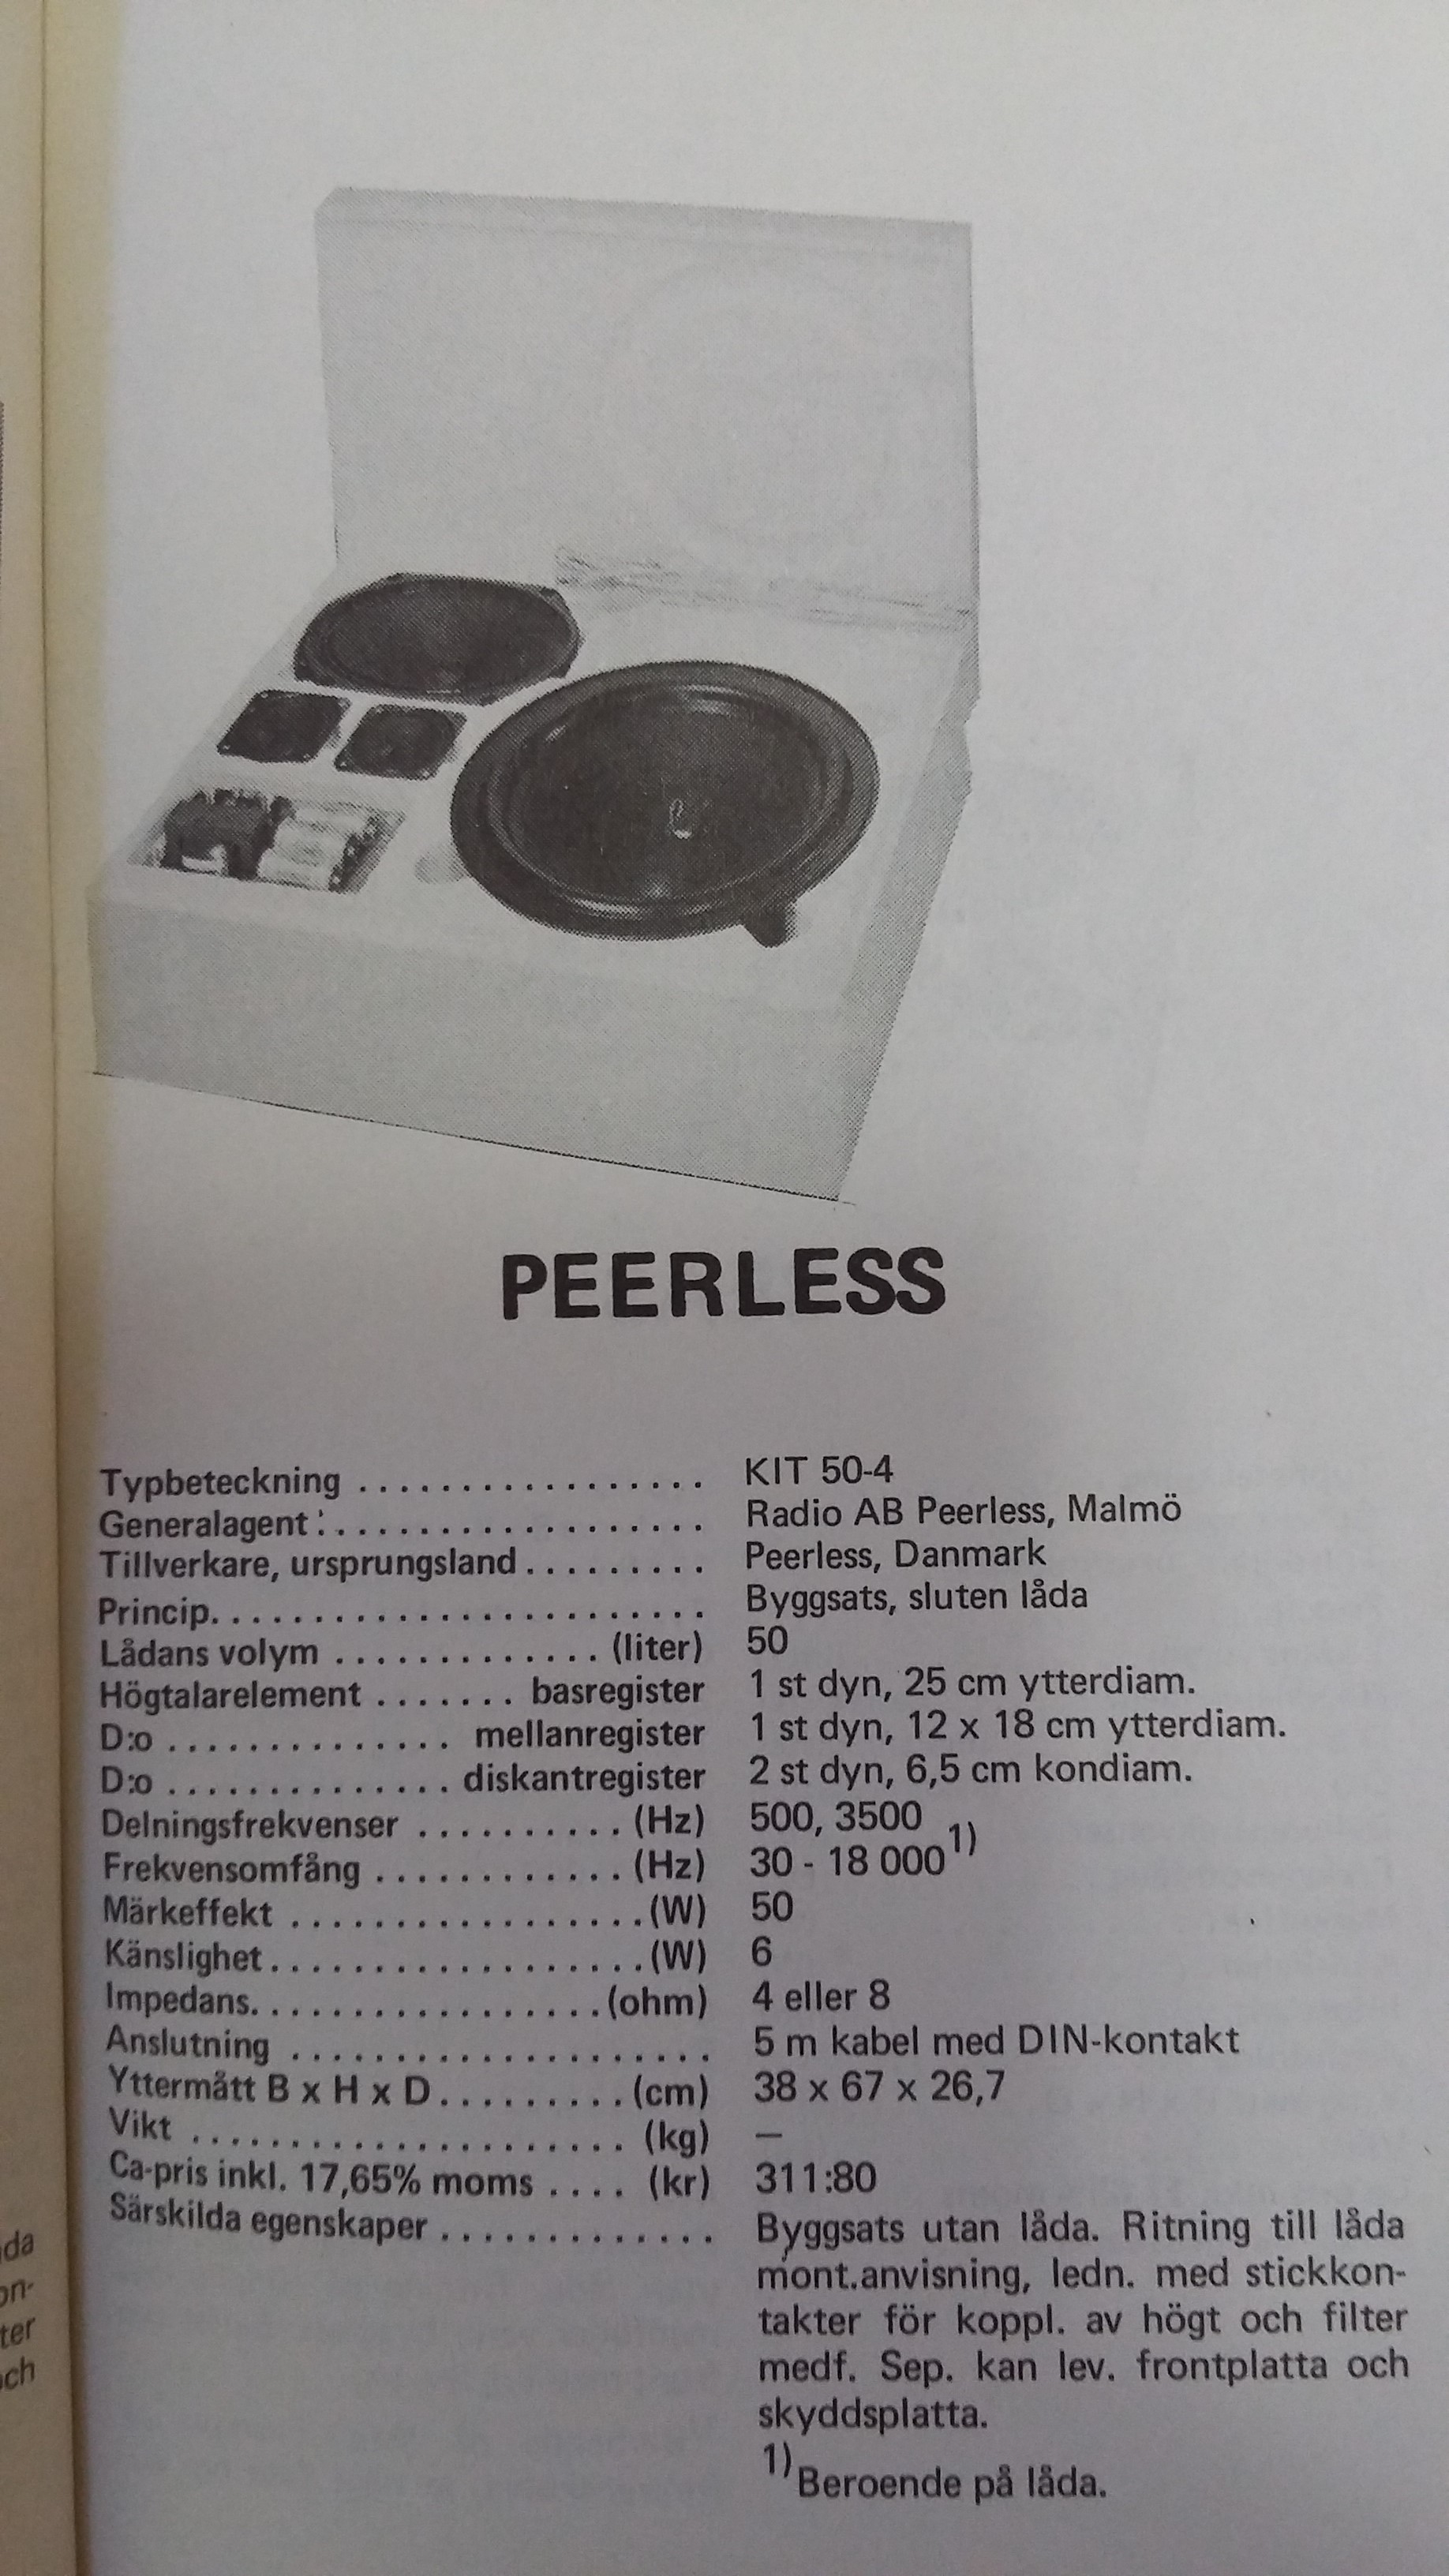 PEERLESS
Typbeteckning .................. KIT 50-4
Generalagent :................... Radio AB Peerless, Malmö
Tillverkare, ursprungsland......... Peerless, Danmark
Princip......................... Byggsats, sluten låda
Lådans volym .............. (liter) 50
Högtalarelement ....... basregister 1 st dyn, 25 cm ytterdiam.
D:o .............. mellanregister 1 st dyn, 12 x 18 cm ytterdiam.
D:o .............. diskantregister 2 st dyn, 6,5 cm kondiam.
Delningsfrekvenser .......... (Hz) 500, 3500
Frekvensomfång ............ (Hz) 30 - 18 000 1)
Märkeffekt .................. (W) 50
Känslighet................... (W) 6
Impedans.................. (ohm) 4 eller 8
Anslutning ..................... 5 m kabel med DIN-kontakt
Yttermått B x H x D.......... (cm) 38 x 67 x 26,7
Vikt ...................... (kg) —
Ca-pris inkl. 17,65% moms .... (kr) 311:80
Särskilda egenskaper .............. Byggsats utan låda. Ritning till låda
mont.anvisning, ledn. med stickkon-
takter för koppl. av högt och filter
medf. Sep. kan lev. frontplatta och
skyddsplatta.
1) Beroende på låda.
da
on-
ter
och